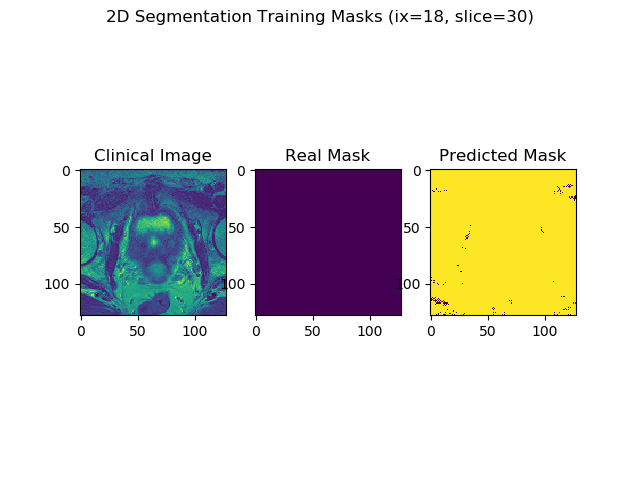 2D Segmentation Training Masks (ix=18, slice=30)
Clinical Image Real Mask Predicted Mask
0 0 0
50 50 50
100 100 100
0 50 100 0 50 100 0 50 100